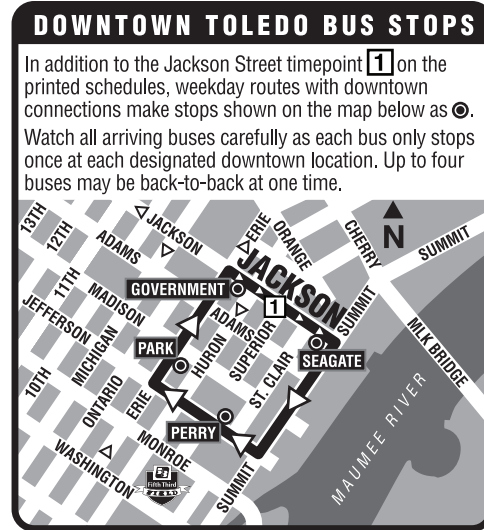 DOWNTOWN TOLEDO BUS STOPS
In addition to the Jackson Street timepoint 1 on the
printed schedules, weekday routes with downtown
connections make stops shown on the map below as ◉.
Watch all arriving buses carefully as each bus only stops
once at each designated downtown location. Up to four
buses may be back-to-back at one time.
13TH
12TH
ADAMS
JACKSON
ERIE
ORANGE
CHERRY
N
SUMMIT
11TH
MADISON
GOVERNMENT
JACKSON
1
SUMMIT
JEFFERSON
MICHIGAN
PARK
ADAMS
HURON
SUPERIOR
SEAGATE
MLK BRIDGE
10TH
ONTARIO
ERIE
ST. CLAIR
PERRY
MONROE
WASHINGTON
SUMMIT
MAUMEE RIVER
Fifth Third
FIELD